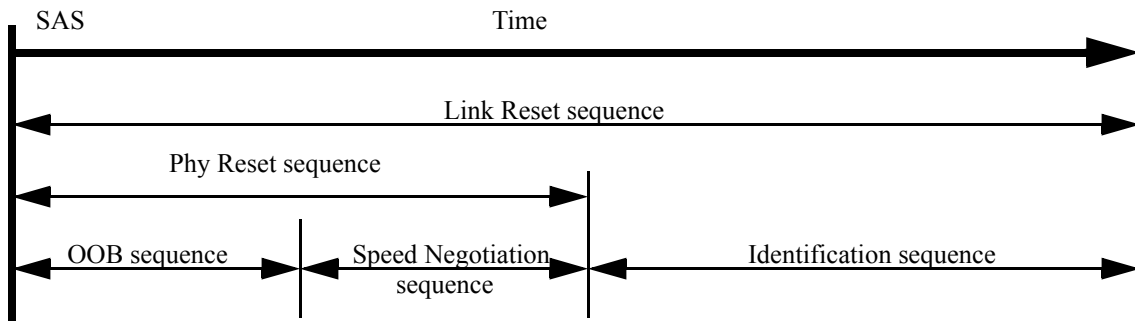 SAS
Time
Link Reset sequence
Phy Reset sequence
OOB sequence
Speed Negotiation
sequence
Identification sequence